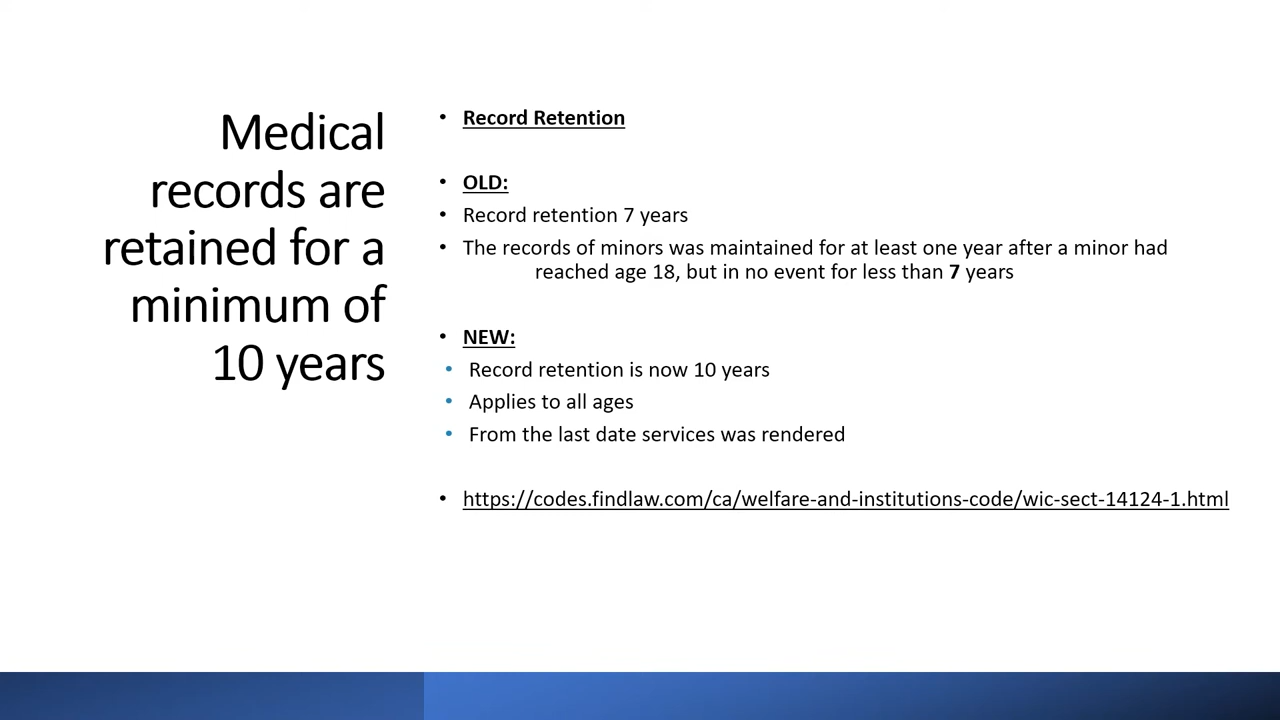 Medical
records are
retained for a
minimum of
10 years
• Record Retention
• OLD:
• Record retention 7 years
• The records of minors was maintained for at least one year after a minor had
reached age 18, but in no event for less than 7 years
• NEW:
• Record retention is now 10 years
• Applies to all ages
• From the last date services was rendered
• https://codes.findlaw.com/ca/welfare-and-institutions-code/wic-sect-14124-1.html